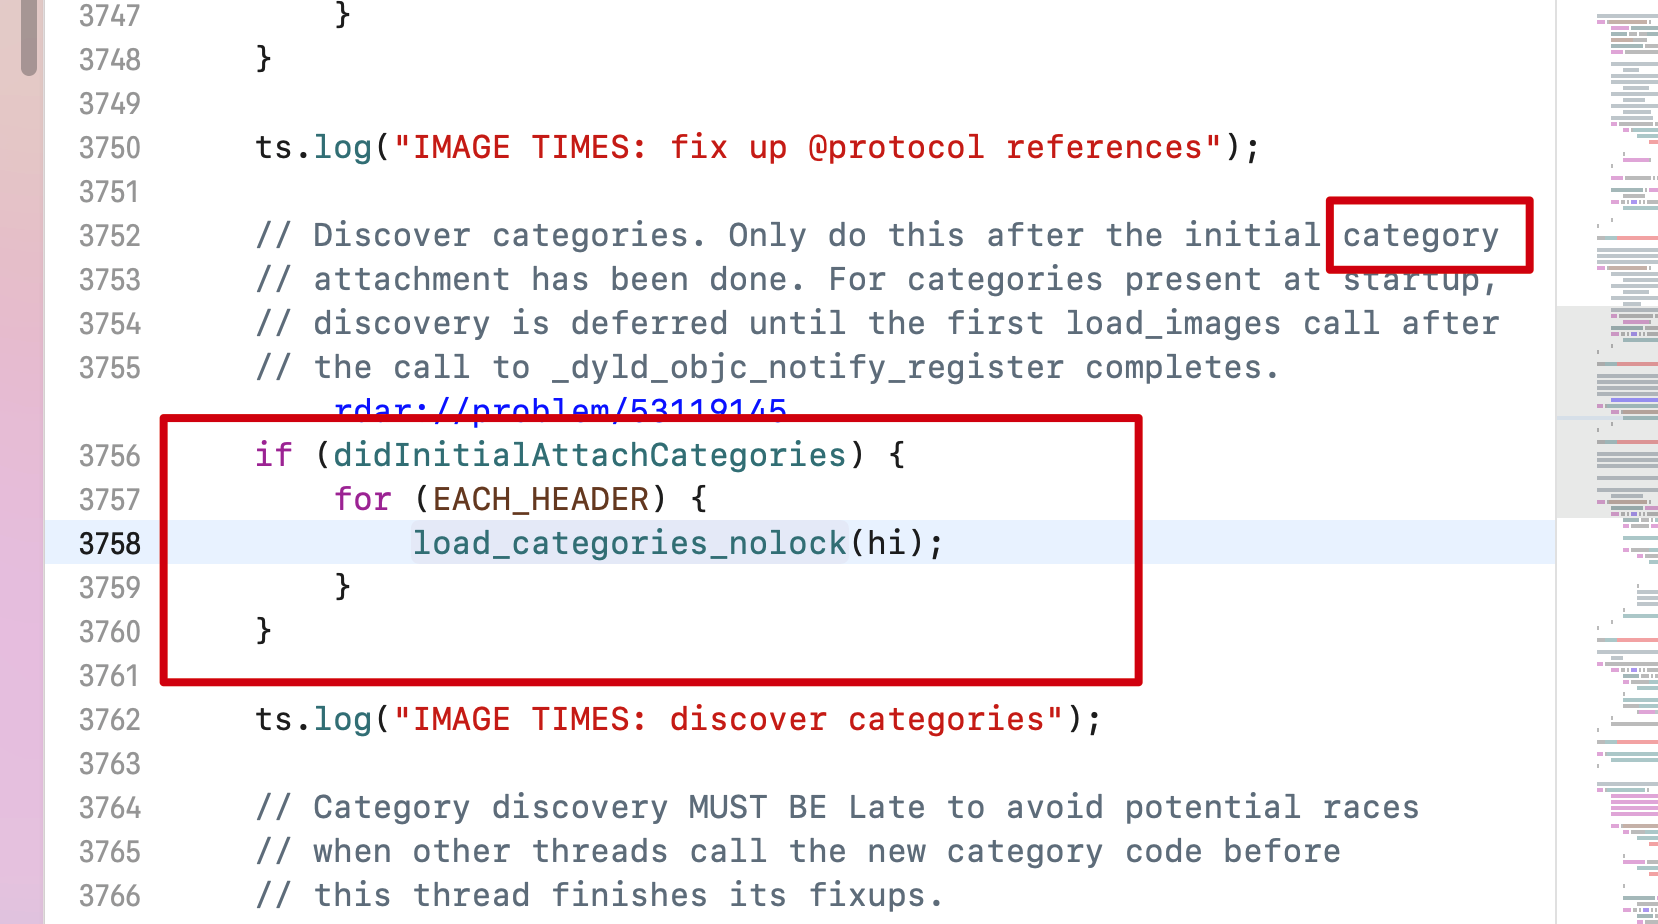 3747 }
3748 }
3749
3750 ts.log("IMAGE TIMES: fix up @protocol references");
3751
3752 // Discover categories. Only do this after the initial category
3753 // attachment has been done. For categories present at startup,
3754 // discovery is deferred until the first load_images call after
3755 // the call to _dyld_objc_notify_register completes.
rdar://problem/53119145
3756 if (didInitialAttachCategories) {
3757 for (EACH_HEADER) {
3758 load_categories_nolock(hi);
3759 }
3760 }
3761
3762 ts.log("IMAGE TIMES: discover categories");
3763
3764 // Category discovery MUST BE Late to avoid potential races
3765 // when other threads call the new category code before
3766 // this thread finishes its fixups.